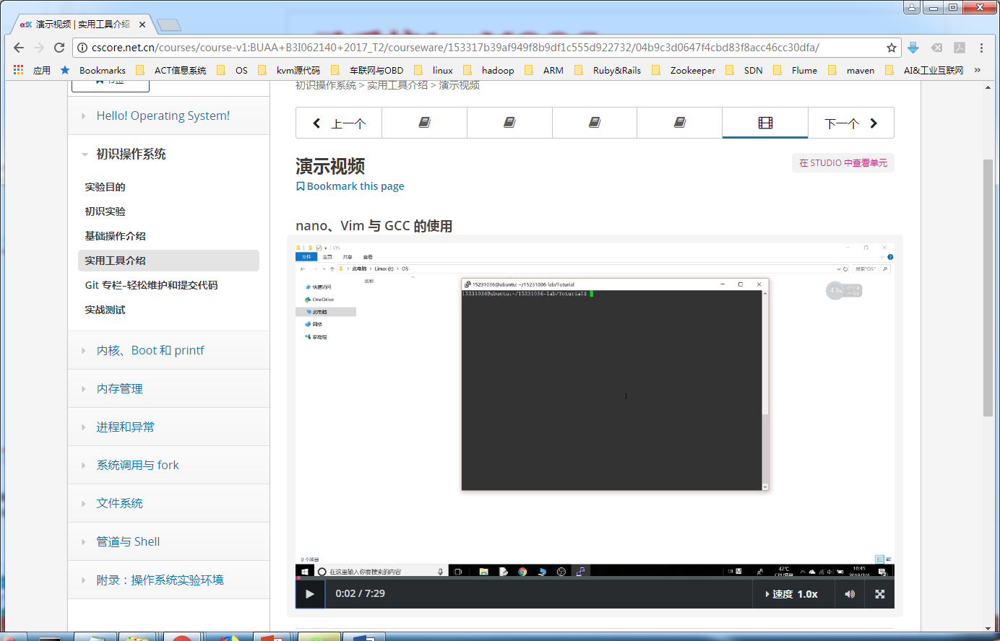 演示视频 | 实用工具介绍
cscore.net.cn/courses/course-v1:BUAA+B3I062140+2017_T2/courseware/153317b39af949f8b9df1c555d922732/04b9c3d0647f4cbd83f8acc46cc30dfa/
应用 Bookmarks ACT信息系统 OS kvm源代码 车联网与OBD linux hadoop ARM Ruby&Rails Zookeeper SDN Flume maven AI&工业互联网 »
书签
Hello! Operating System!
初识操作系统
实验目的
初识实验
基础操作介绍
实用工具介绍
Git 专栏–轻松维护和提交代码
实战测试
内核、Boot 和 printf
内存管理
进程和异常
系统调用与 fork
文件系统
管道与 Shell
附录：操作系统实验环境
初识操作系统 > 实用工具介绍 > 演示视频
上一个
下一个
演示视频
在 STUDIO 中查看单元
Bookmark this page
nano、Vim 与 GCC 的使用
OS
文件 主页 共享 查看
此电脑 > Linux (I:) > OS
搜索"OS"
名称
快速访问
OneDrive
此电脑
网络
家庭组
15231036@ubuntu: ~/15231036-lab/Toturial
15231036@ubuntu:~/15231036-lab/Toturial$
43%
0 个项目
在这里输入你要搜索的内容
47℃
10:45
0:02 / 7:29
速度 1.0x